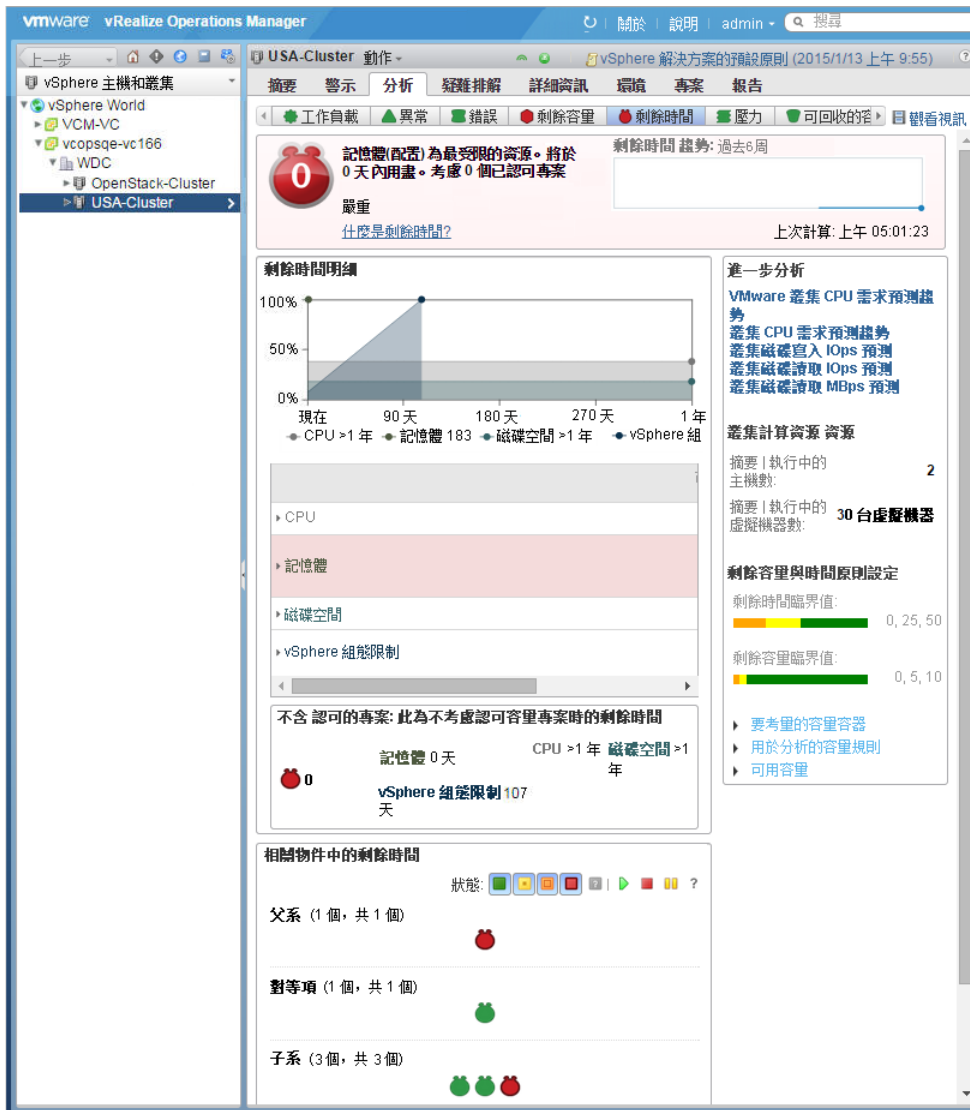 vmware vRealize Operations Manager
關於 | 說明 | admin
搜尋
上一步
vSphere 主機和叢集
vSphere World
VCM-VC
vcopsqe-vc166
WDC
OpenStack-Cluster
USA-Cluster
USA-Cluster 動作
vSphere 解決方案的預設原則 (2015/1/13 上午 9:55)
摘要 警示 分析 疑難排解 詳細資訊 環境 專案 報告
工作負載 異常 錯誤 剩餘容量 剩餘時間 壓力 可回收的容 觀看視訊
0
記憶體(配置)為最受限的資源。將於
0 天內用盡。考慮 0 個已認可專案
嚴重
什麼是剩餘時間?
剩餘時間 趨勢: 過去6周
上次計算: 上午 05:01:23
剩餘時間明細
100%
50%
0%
現在 90 天 180 天 270 天 1 年
CPU >1 年 記憶體 183 磁碟空間 >1 年 vSphere 組
CPU
記憶體
磁碟空間
vSphere 組態限制
不含 認可的專案: 此為不考慮認可容量專案時的剩餘時間
0
記憶體 0 天
CPU >1 年 磁碟空間 >1
年
vSphere 組態限制 107
天
相關物件中的剩餘時間
狀態:
?
父系 (1 個，共 1 個)
對等項 (1 個，共 1 個)
子系 (3 個，共 3 個)
進一步分析
VMware 叢集 CPU 需求預測趨
勢
叢集 CPU 需求預測趨勢
叢集磁碟寫入 IOps 預測
叢集磁碟讀取 IOps 預測
叢集磁碟讀取 MBps 預測
叢集計算資源 資源
摘要 | 執行中的
主機數:
2
摘要 | 執行中的
虛擬機器數:
30 台虛擬機器
剩餘容量與時間原則設定
剩餘時間臨界值:
0, 25, 50
剩餘容量臨界值:
0, 5, 10
要考量的容量容器
用於分析的容量規則
可用容量